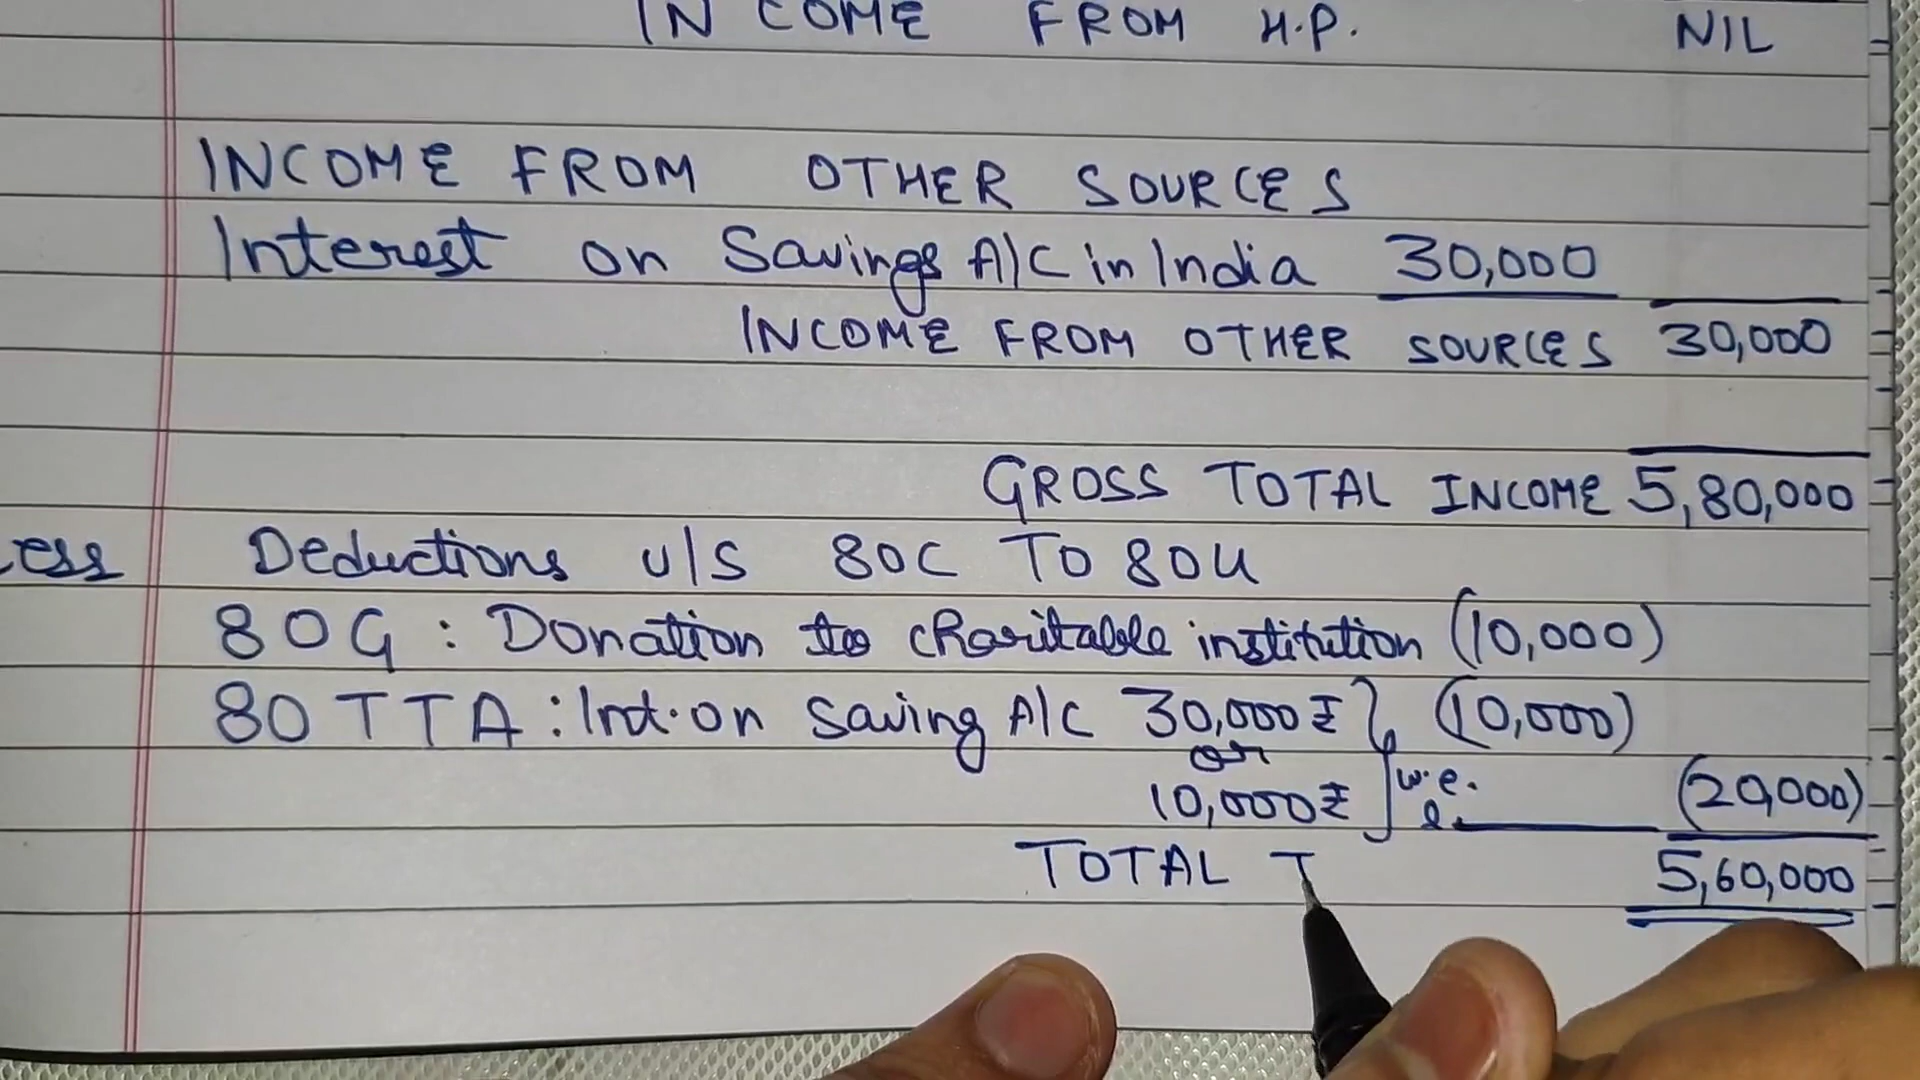 INCOME FROM H.P. NIL
INCOME FROM OTHER SOURCES
Interest on Savings A/C in India 30,000
INCOME FROM OTHER SOURCES 30,000
GROSS TOTAL INCOME 5,80,000
ess Deductions u/s 80C TO 80U
80G : Donation to charitable institution (10,000)
80TTA : Int. on saving A/C 30,000₹ (10,000)
or
10,000₹ w.e. l. (20,000)
TOTAL I 5,60,000